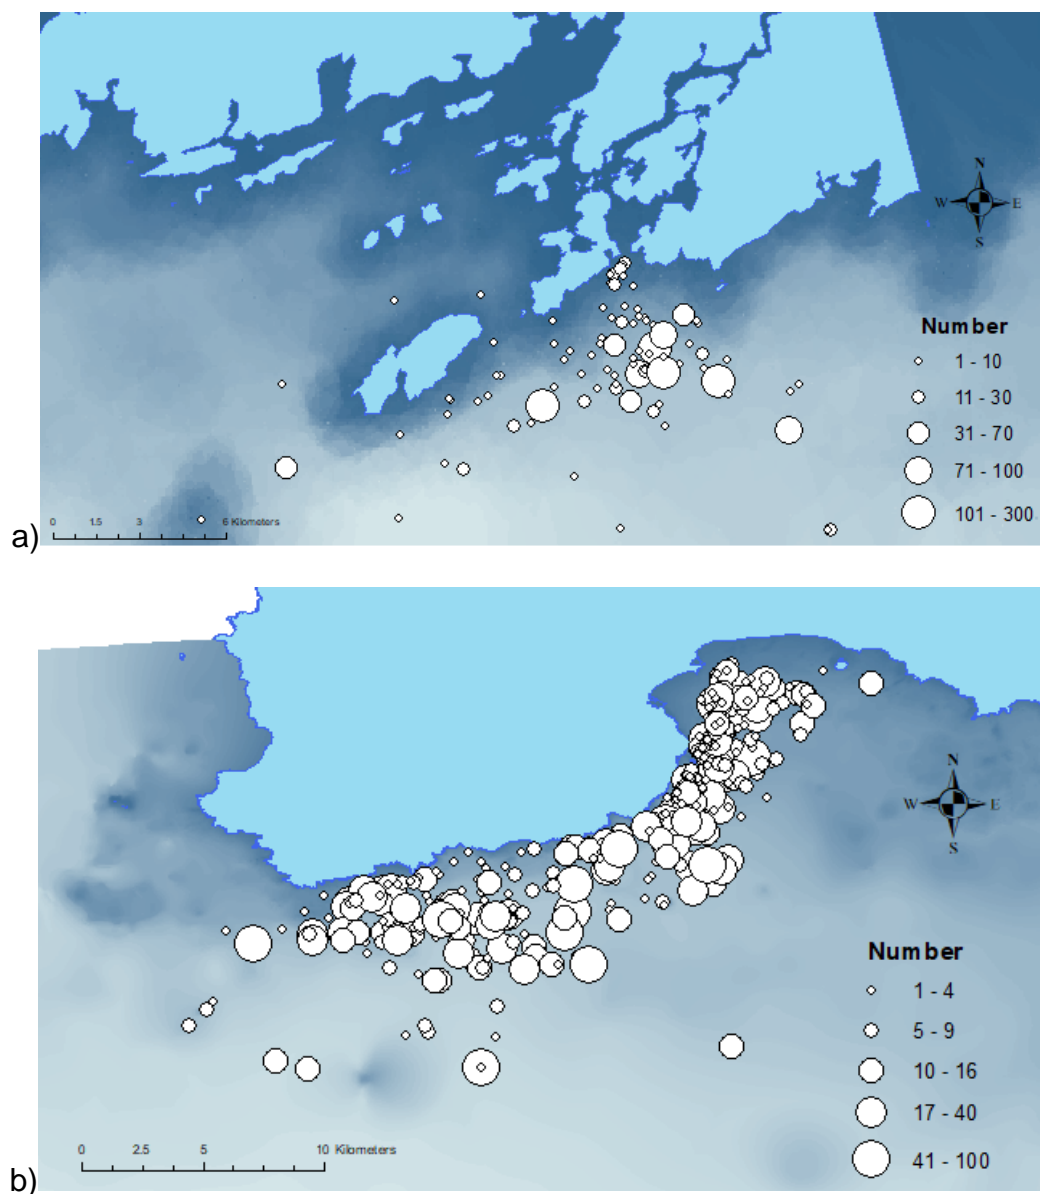 N
W E
S
Number
1 - 10
11 - 30
31 - 70
71 - 100
101 - 300
0 1.5 3 6 Kilometers
a)
N
W E
S
Number
1 - 4
5 - 9
10 - 16
17 - 40
41 - 100
0 2.5 5 10 Kilometers
b)